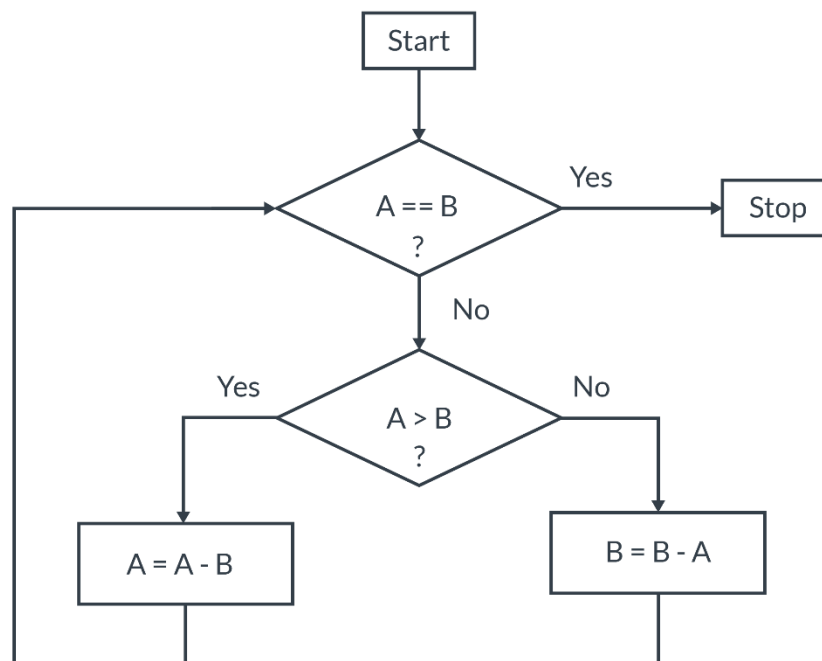 Start
A == B
?
Yes
Stop
No
A > B
?
Yes
No
A = A - B
B = B - A